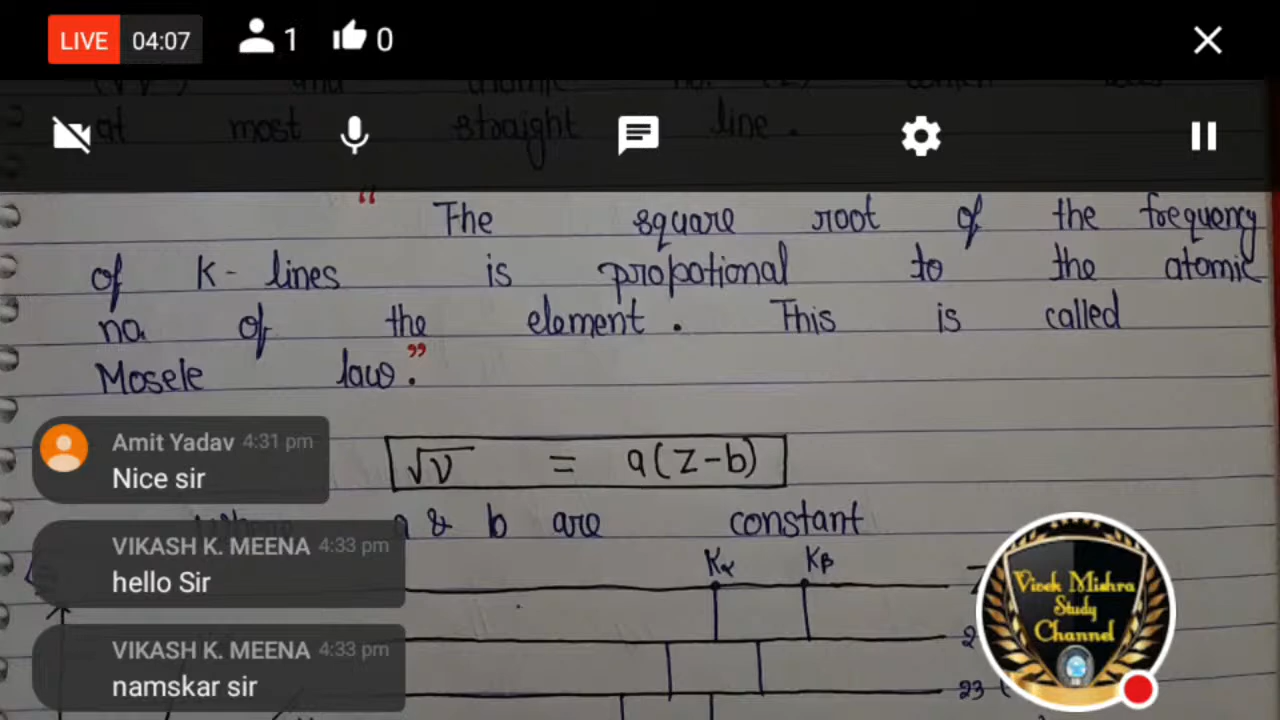 LIVE 04:07 1 0
at most straight line.
“ The square root of the frequency
of K- lines is propotional to the atomic
no. of the element. This is called
Mosele law.”
Amit Yadav 4:31 pm
Nice sir
√ν = a(Z-b)
a & b are constant
VIKASH K. MEENA 4:33 pm
hello Sir
Kα Kβ
VIKASH K. MEENA 4:33 pm
namskar sir
23
Vivek Mishra
Study
Channel